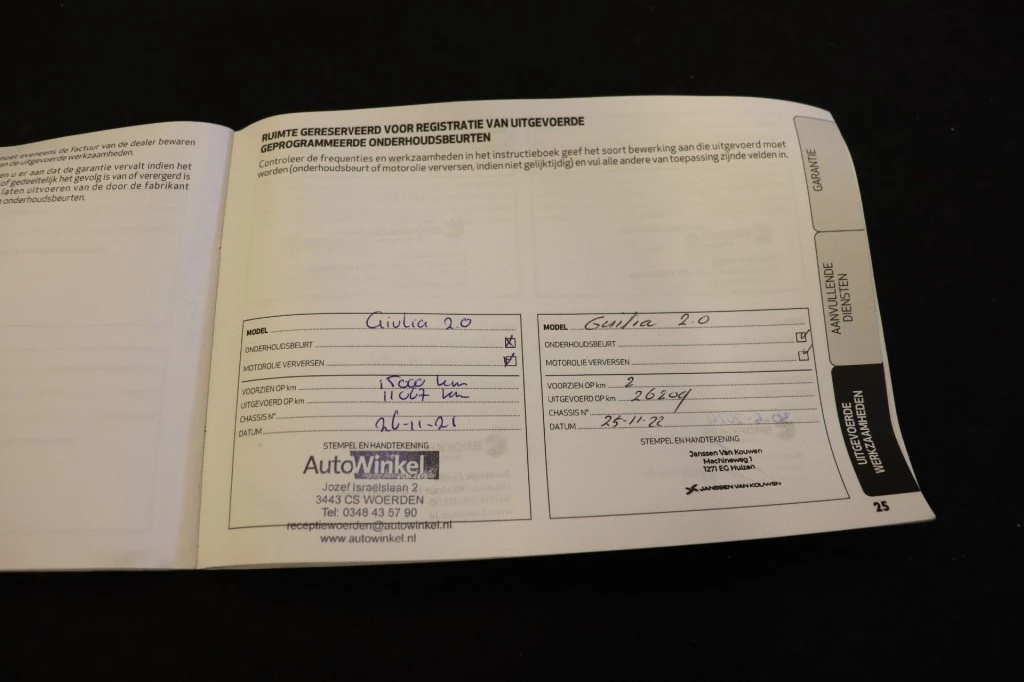 moet eveneens de factuur van de dealer bewaren
an de uitgevoerde werkzaamheden.
en u er aan dat de garantie vervalt indien het
of gedeeltelijk het gevolg is van of verergerd is
laten uitvoeren van de door de fabrikant
onderhoudsbeurten.
RUIMTE GERESERVEERD VOOR REGISTRATIE VAN UITGEVOERDE
GEPROGRAMMEERDE ONDERHOUDSBEURTEN
Controleer de frequenties en werkzaamheden in het instructieboek geef het soort bewerking aan die uitgevoerd moet
worden (onderhoudsbeurt of motorolie verversen, indien niet gelijktijdig) en vul alle andere van toepassing zijnde velden in.
MODEL Giulia 2.0
ONDERHOUDSBEURT
MOTOROLIE VERVERSEN
VOORZIEN OP km 15000 km
UITGEVOERD OP km 11067 km
CHASSIS N°
DATUM 26-11-21
STEMPEL EN HANDTEKENING
AutoWinkel
Jozef Israelslaan 2
3443 CS WOERDEN
Tel: 0348 43 57 90
receptiewoerden@autowinkel.nl
www.autowinkel.nl
MODEL Guilia 2.0
ONDERHOUDSBEURT
MOTOROLIE VERVERSEN
VOORZIEN OP km 2
UITGEVOERD OP km 26209
CHASSIS N°
DATUM 25-11-22
STEMPEL EN HANDTEKENING
Janssen Van Kouwen
Machineweg 1
1271 EG Huizen
JANSSEN VAN KOUWEN
GARANTIE
AANVULLENDE
DIENSTEN
UITGEVOERDE
WERKZAAMHEDEN
25